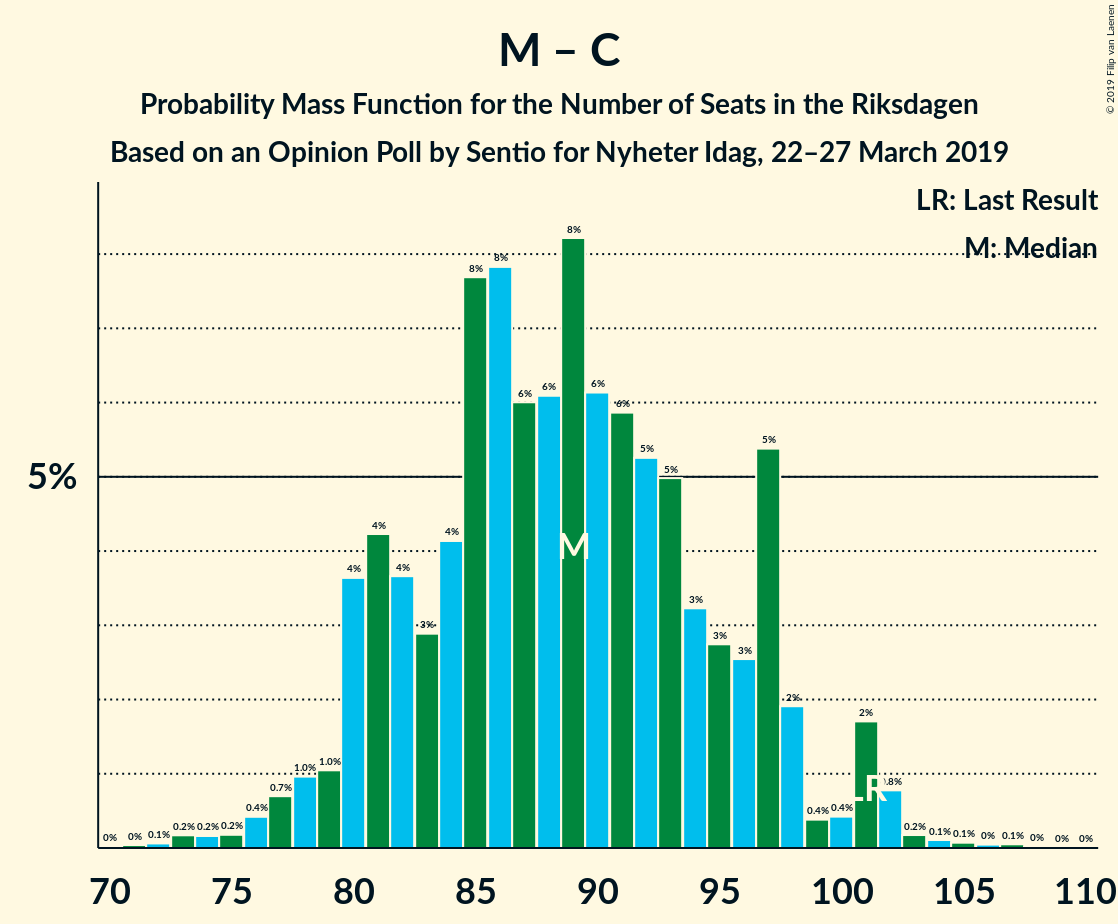 M – C
Probability Mass Function for the Number of Seats in the Riksdagen
Based on an Opinion Poll by Sentio for Nyheter Idag, 22–27 March 2019
© 2019 Filip van Laenen
LR: Last Result
M: Median
5%
0% 0% 0.1% 0.2% 0.2% 0.2% 0.4% 0.7% 1.0% 1.0% 4% 4% 4% 3% 4% 8% 8% 6% 6% 8% 6% 6% 5% 5% 3% 3% 3% 5% 2% 0.4% 0.4% 2% 0.8% 0.2% 0.1% 0.1% 0% 0.1% 0% 0% 0%
M
LR
70 75 80 85 90 95 100 105 110